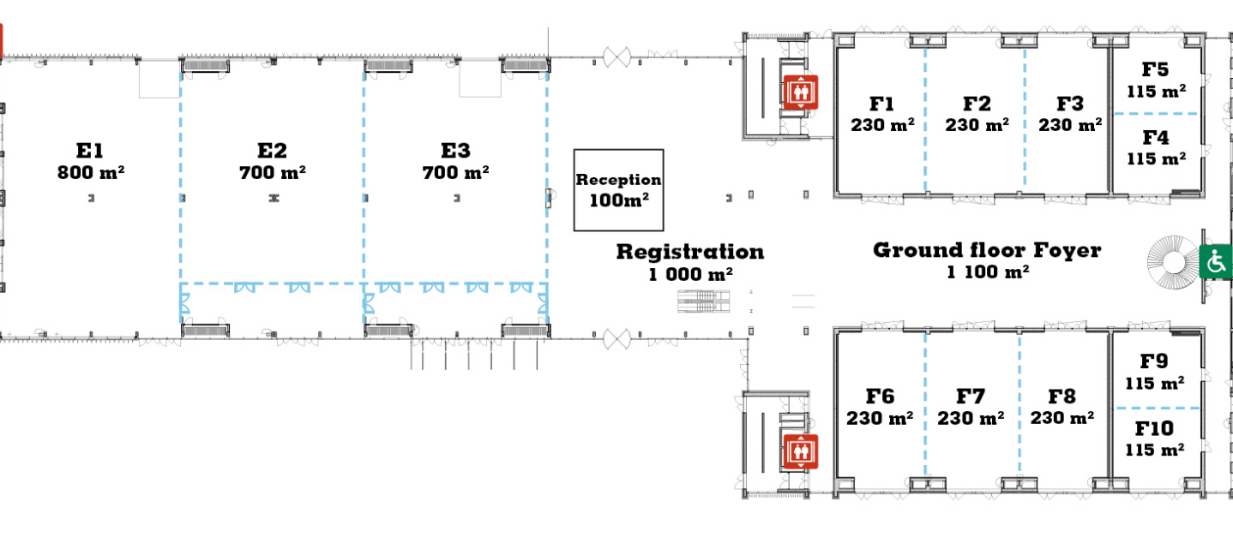 E1
800 m²
E2
700 m²
E3
700 m²
Reception
100m²
Registration
1 000 m²
Ground floor Foyer
1 100 m²
F1
230 m²
F2
230 m²
F3
230 m²
F5
115 m²
F4
115 m²
F6
230 m²
F7
230 m²
F8
230 m²
F9
115 m²
F10
115 m²